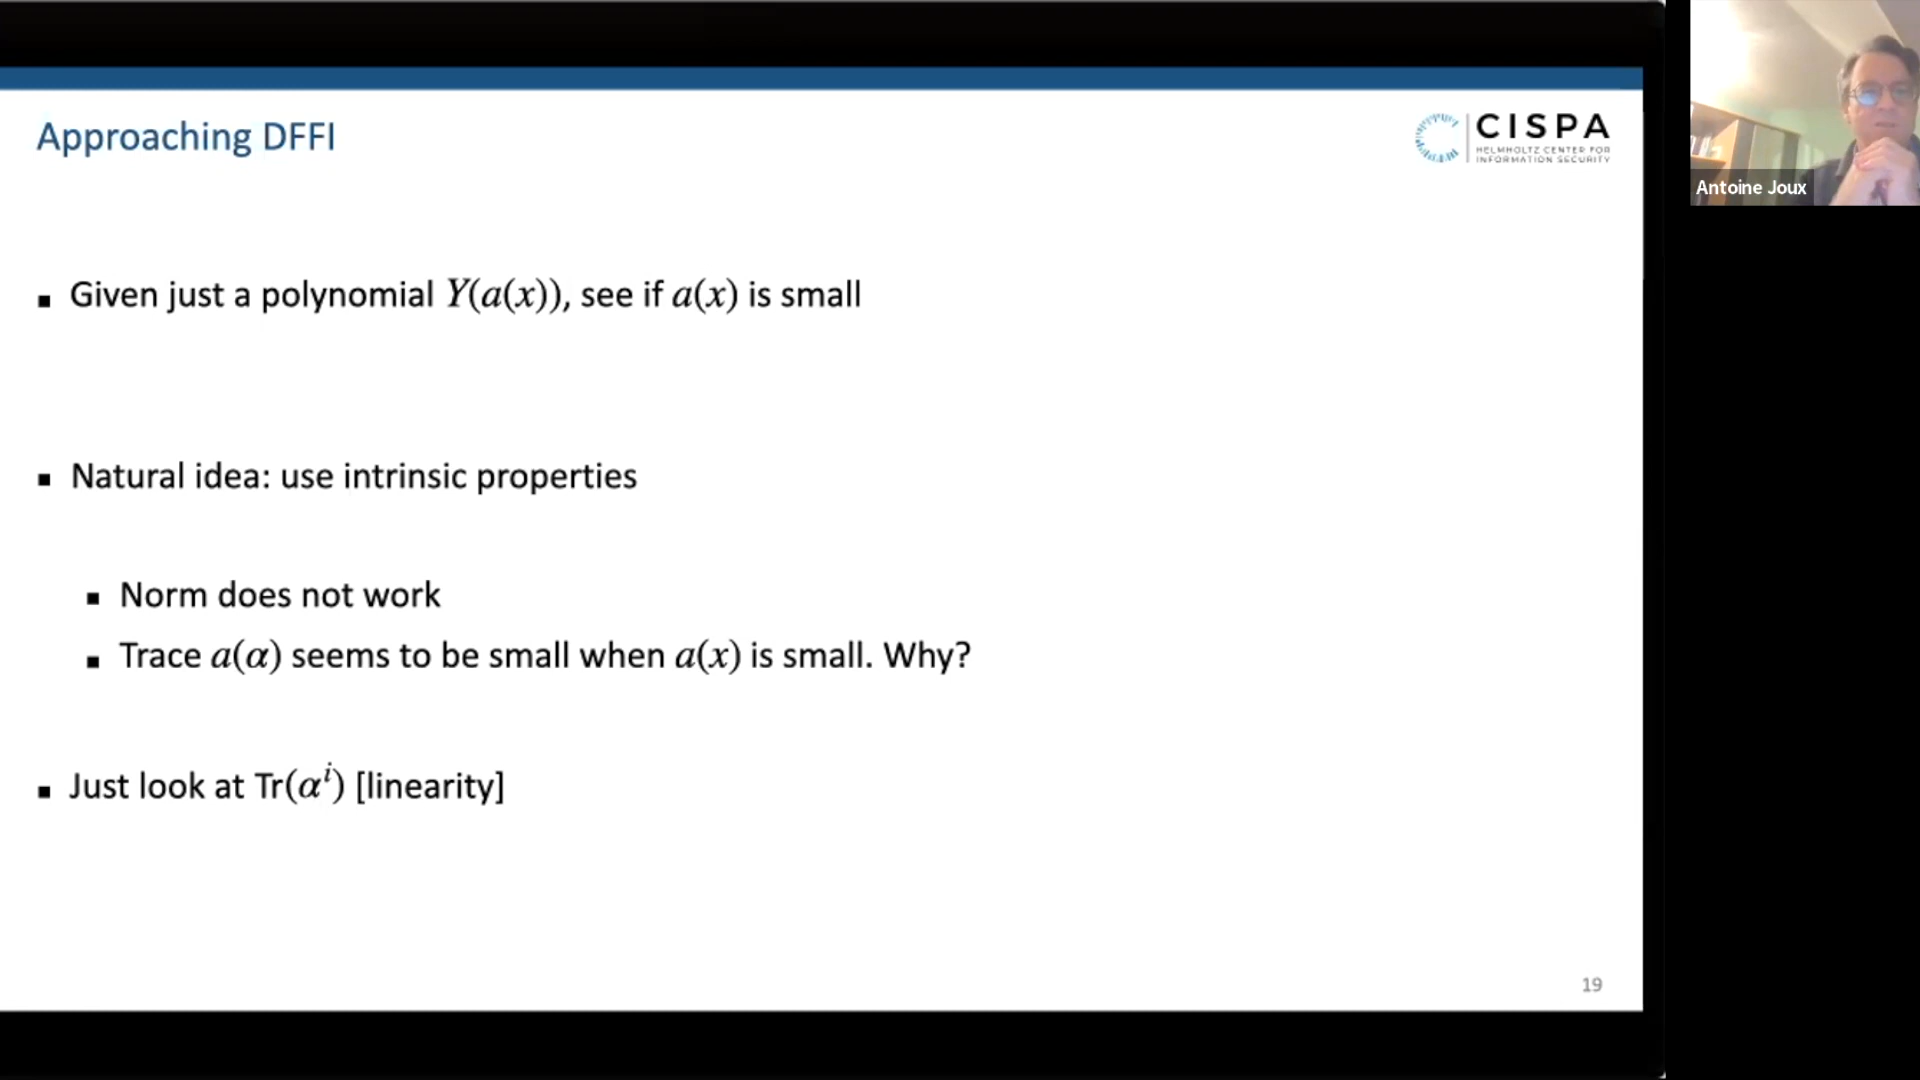 Approaching DFFI
CISPA
HELMHOLTZ CENTER FOR
INFORMATION SECURITY
Antoine Joux
▪ Given just a polynomial Y(a(x)), see if a(x) is small
▪ Natural idea: use intrinsic properties
▪ Norm does not work
▪ Trace a(α) seems to be small when a(x) is small. Why?
▪ Just look at Tr(αⁱ) [linearity]
19